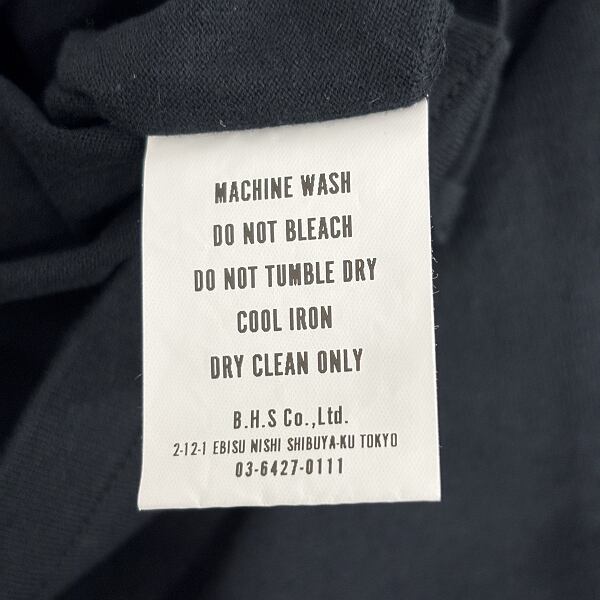 MACHINE WASH
DO NOT BLEACH
DO NOT TUMBLE DRY
COOL IRON
DRY CLEAN ONLY
B.H.S Co.,Ltd.
2-12-1 EBISU NISHI SHIBUYA-KU TOKYO
03-6427-0111